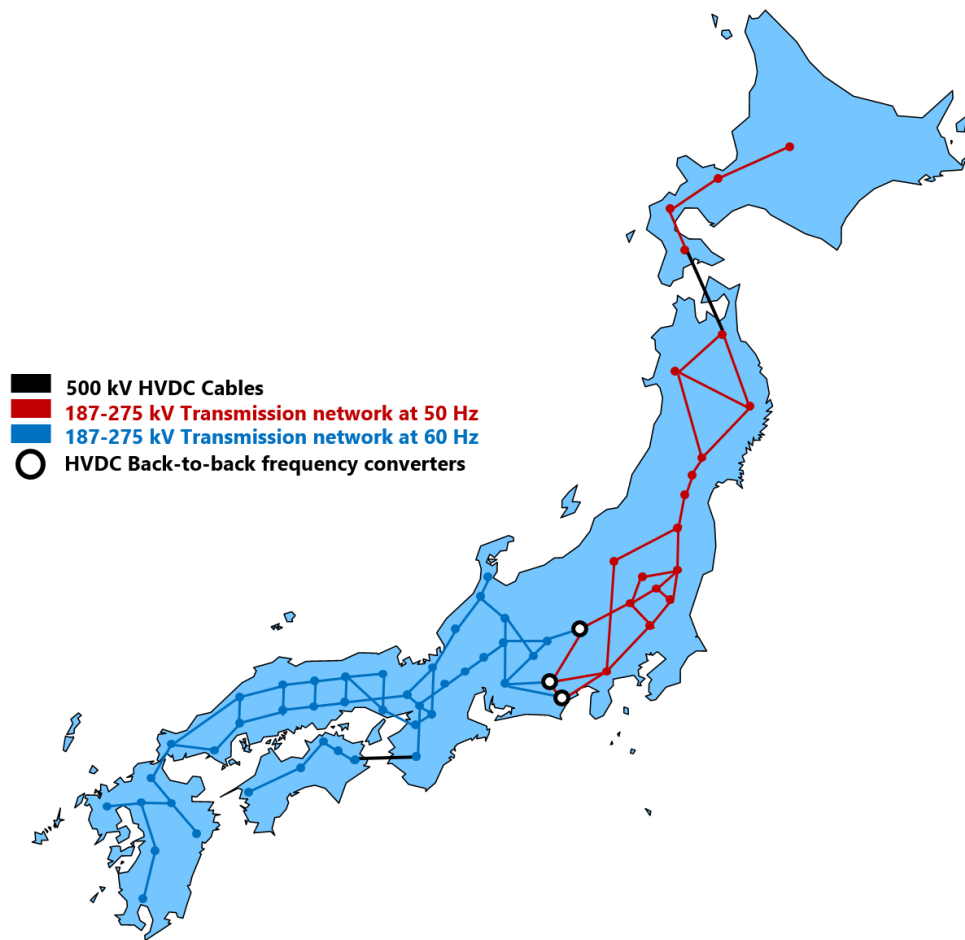 500 kV HVDC Cables
187-275 kV Transmission network at 50 Hz
187-275 kV Transmission network at 60 Hz
HVDC Back-to-back frequency converters